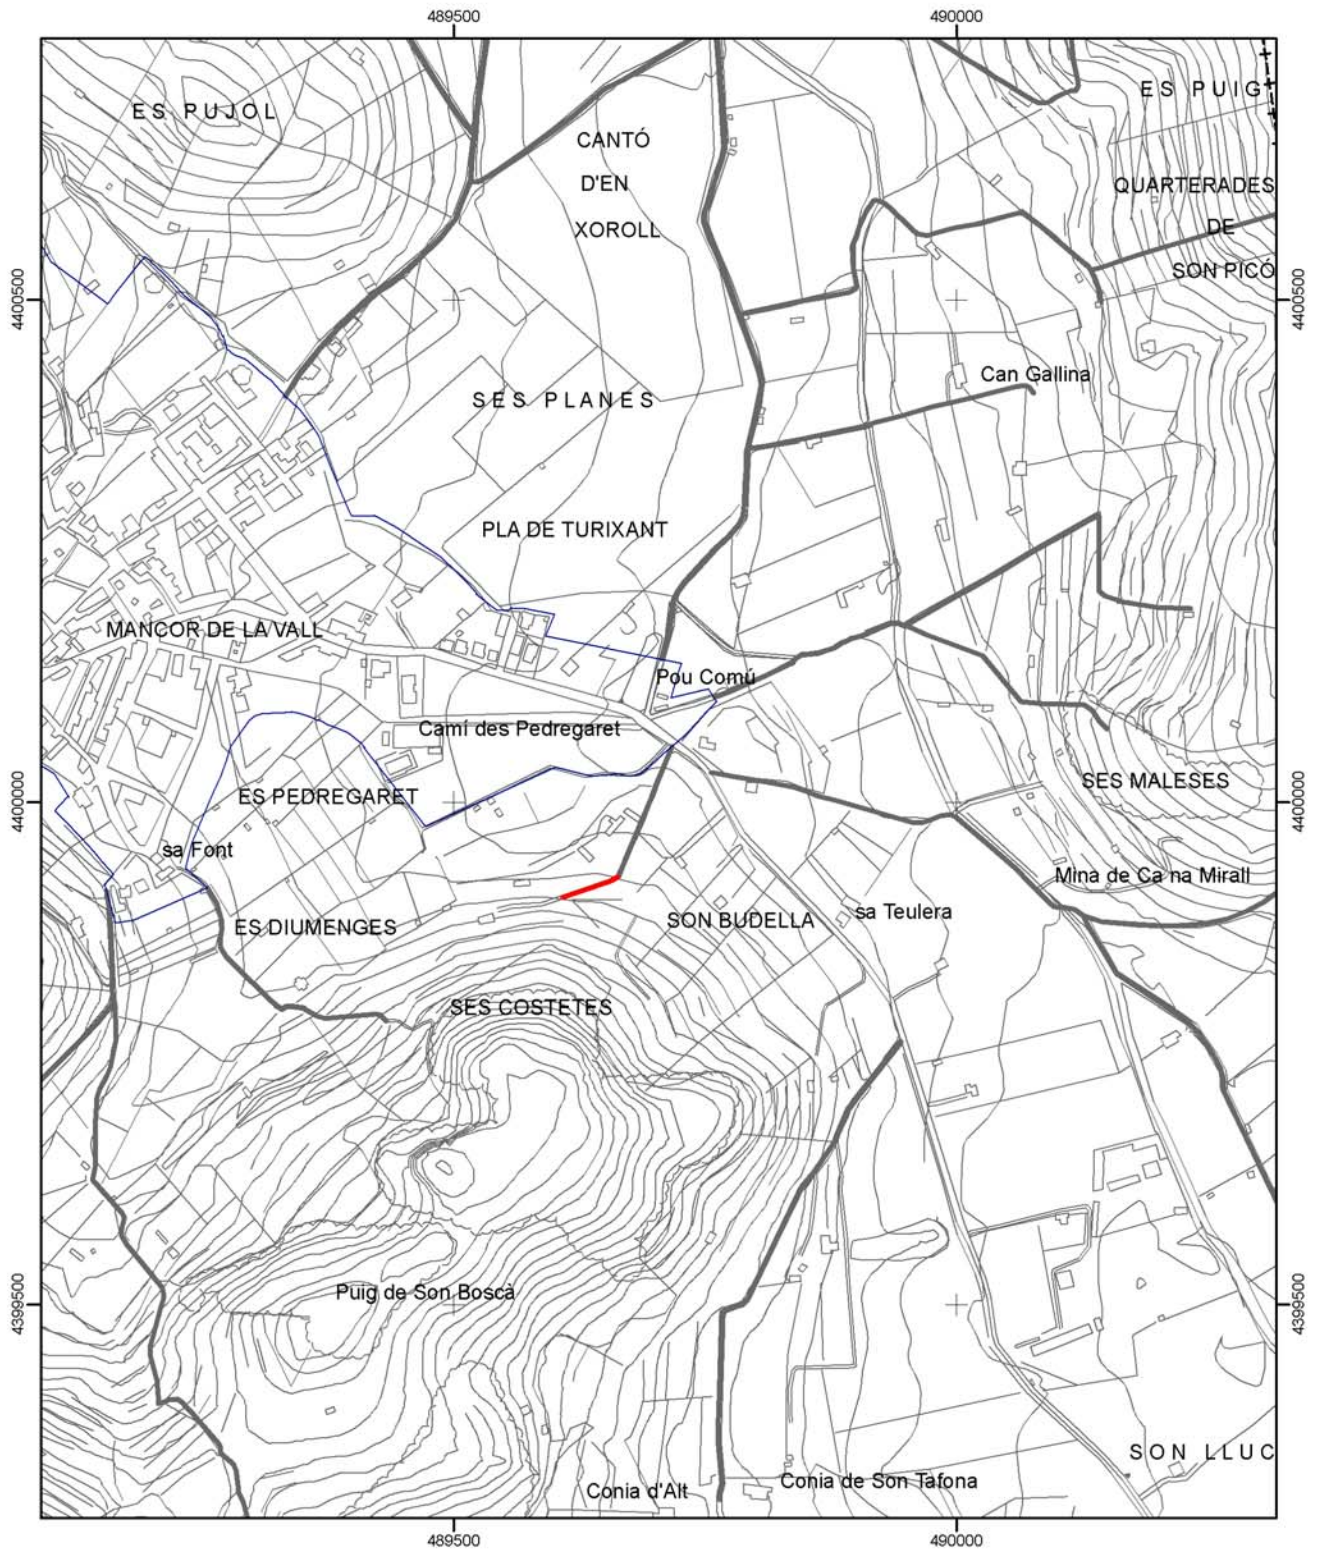 489500
490000
ES PUJOL
ES PUIG
CANTÓ
D'EN
XOROLL
QUARTERADES
DE
SON PICÓ
4400500
4400500
Can Gallina
SES PLANES
PLA DE TURIXANT
MANCOR DE LA VALL
Pou Comú
Camí des Pedregaret
SES MALESES
ES PEDREGARET
4400000
4400000
sa Font
Mina de Ca na Mirall
SON BUDELLA
sa Teulera
ES DIUMENGES
SES COSTETES
Puig de Son Boscà
4399500
4399500
SON LLUC
Conia d'Alt
Conia de Son Tafona
489500
490000